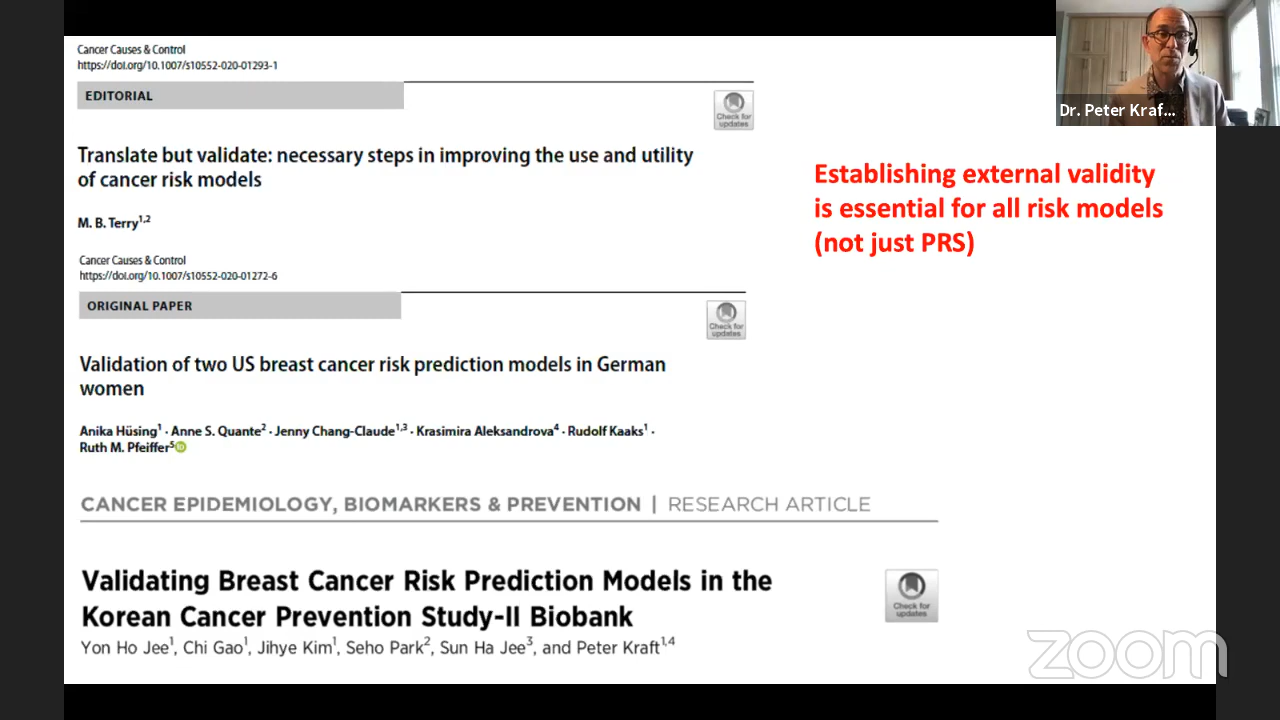 Cancer Causes & Control
https://doi.org/10.1007/s10552-020-01293-1
EDITORIAL
Check for
updates
Translate but validate: necessary steps in improving the use and utility
of cancer risk models
M. B. Terry1,2
Cancer Causes & Control
https://doi.org/10.1007/s10552-020-01272-6
ORIGINAL PAPER
Check for
updates
Validation of two US breast cancer risk prediction models in German
women
Anika Hüsing1 · Anne S. Quante2 · Jenny Chang-Claude1,3 · Krasimira Aleksandrova4 · Rudolf Kaaks1 ·
Ruth M. Pfeiffer5
CANCER EPIDEMIOLOGY, BIOMARKERS & PREVENTION | RESEARCH ARTICLE
Validating Breast Cancer Risk Prediction Models in the
Korean Cancer Prevention Study-II Biobank
Check for
updates
Yon Ho Jee1, Chi Gao1, Jihye Kim1, Seho Park2, Sun Ha Jee3, and Peter Kraft1,4
Establishing external validity
is essential for all risk models
(not just PRS)
Dr. Peter Kraf...
zoom